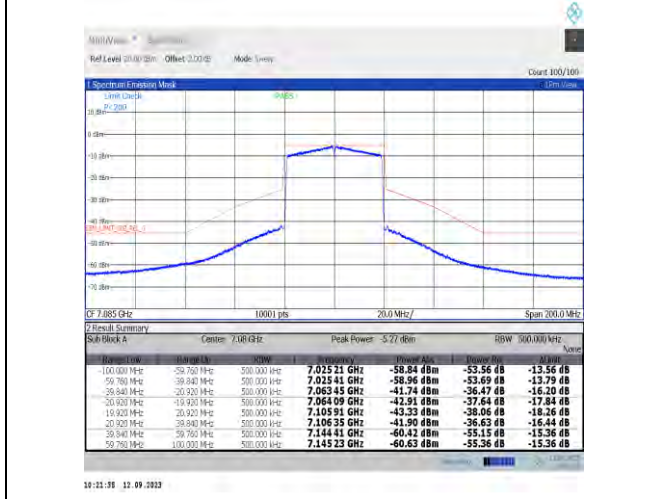 MultiView
Ref Level 20.00 dBm Offset 2.00 dB Mode Sweep
Count 100/100
1 Spectrum Emission Mask
Limit Check PASS
P<200
10 dBm
0 dBm
-10 dBm
-20 dBm
-30 dBm
-40 dBm
-50 dBm
-60 dBm
-70 dBm
CF 7.085 GHz 10001 pts 20.0 MHz/ Span 200.0 MHz
2 Result Summary
Sub Block A Center 7.08 GHz Peak Power -5.27 dBm RBW 500.000 kHz
None
Range Low Range Up RBW Frequency Power Abs Power Rel ΔLimit
-100.000 MHz -59.760 MHz 500.000 kHz 7.025 21 GHz -58.84 dBm -53.56 dB -13.56 dB
-59.760 MHz -39.840 MHz 500.000 kHz 7.025 41 GHz -58.96 dBm -53.69 dB -13.79 dB
-39.840 MHz -20.920 MHz 500.000 kHz 7.063 45 GHz -41.74 dBm -36.47 dB -16.20 dB
-20.920 MHz -19.920 MHz 500.000 kHz 7.064 09 GHz -42.91 dBm -37.64 dB -17.84 dB
19.920 MHz 20.920 MHz 500.000 kHz 7.105 91 GHz -43.33 dBm -38.06 dB -18.26 dB
20.920 MHz 39.840 MHz 500.000 kHz 7.106 35 GHz -41.90 dBm -36.63 dB -16.44 dB
39.840 MHz 59.760 MHz 500.000 kHz 7.144 41 GHz -60.42 dBm -55.15 dB -15.36 dB
59.760 MHz 100.000 MHz 500.000 kHz 7.145 23 GHz -60.63 dBm -55.36 dB -15.36 dB
10:21:35 12.09.2023